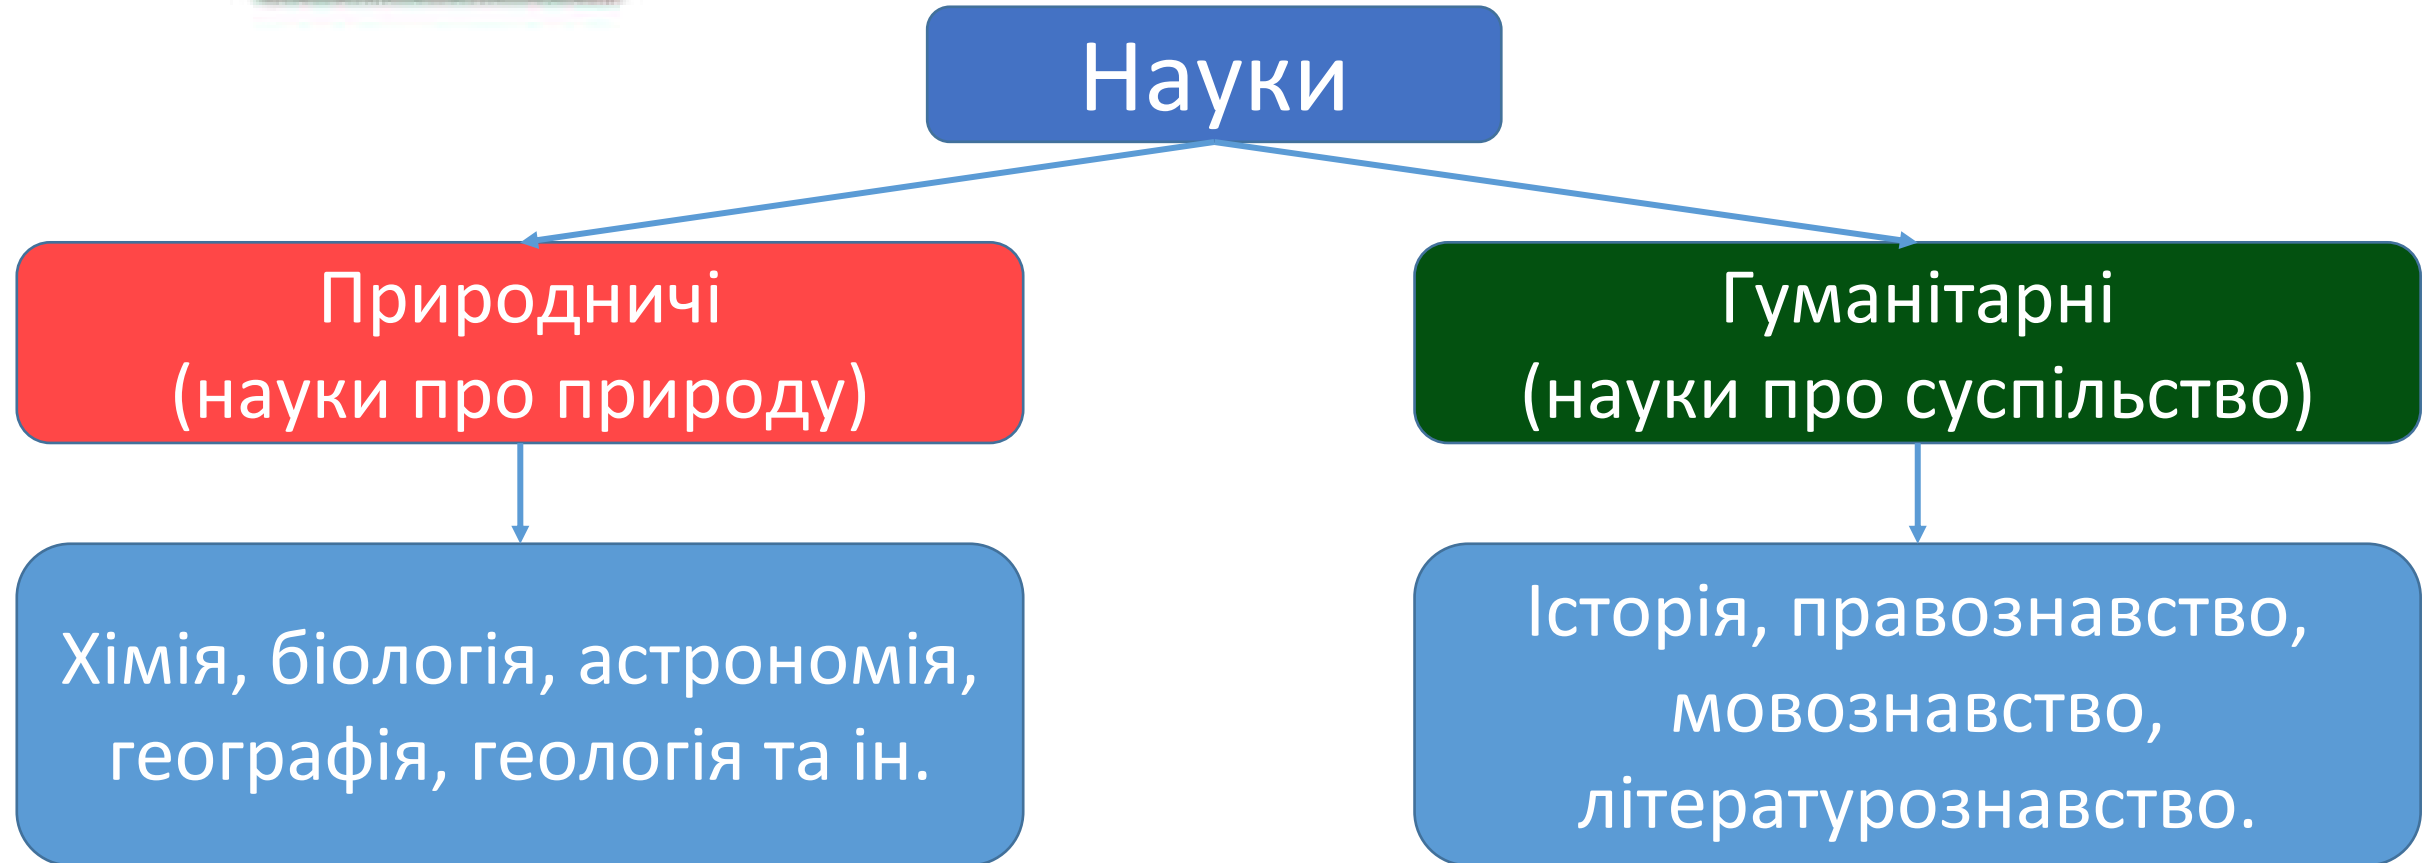 Науки
Природничі
(науки про природу)
Гуманітарні
(науки про суспільство)
Хімія, біологія, астрономія,
географія, геологія та ін.
Історія, правознавство,
мовознавство,
літературознавство.